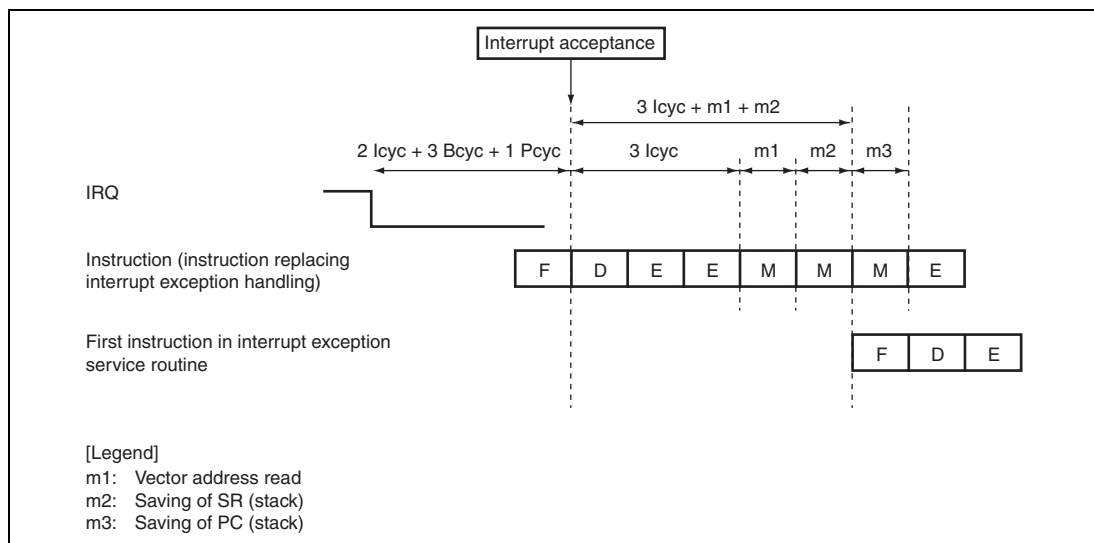 Interrupt acceptance
3 Icyc + m1 + m2
2 Icyc + 3 Bcyc + 1 Pcyc
3 Icyc
m1
m2
m3
IRQ
Instruction (instruction replacing
interrupt exception handling)
F D E E M M M E
First instruction in interrupt exception
service routine
F D E
[Legend]
m1: Vector address read
m2: Saving of SR (stack)
m3: Saving of PC (stack)